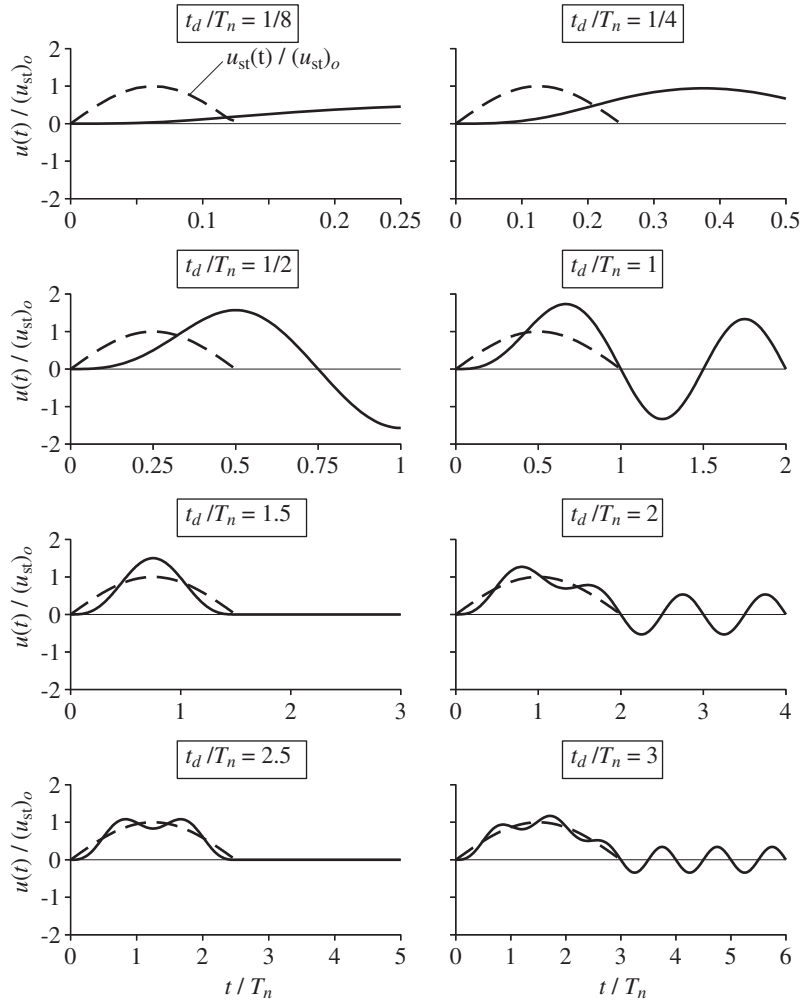 t_d /T_n = 1/8
t_d /T_n = 1/4
u_st(t) / (u_st)_o
u(t) / (u_st)_o
2
1
0
-1
-2
0 0.1 0.2 0.25
0 0.1 0.2 0.3 0.4 0.5
t_d /T_n = 1/2
t_d /T_n = 1
u(t) / (u_st)_o
2
1
0
-1
-2
0 0.25 0.5 0.75 1
0 0.5 1 1.5 2
t_d /T_n = 1.5
t_d /T_n = 2
u(t) / (u_st)_o
2
1
0
-1
-2
0 1 2 3
0 1 2 3 4
t_d /T_n = 2.5
t_d /T_n = 3
u(t) / (u_st)_o
2
1
0
-1
-2
0 1 2 3 4 5
0 1 2 3 4 5 6
t / T_n
t / T_n